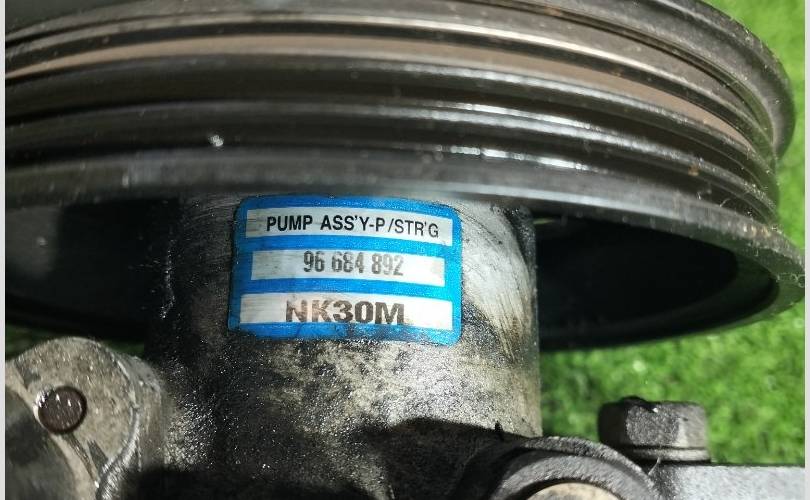 PUMP ASS'Y-P/STR'G
96 684 892
NK30M